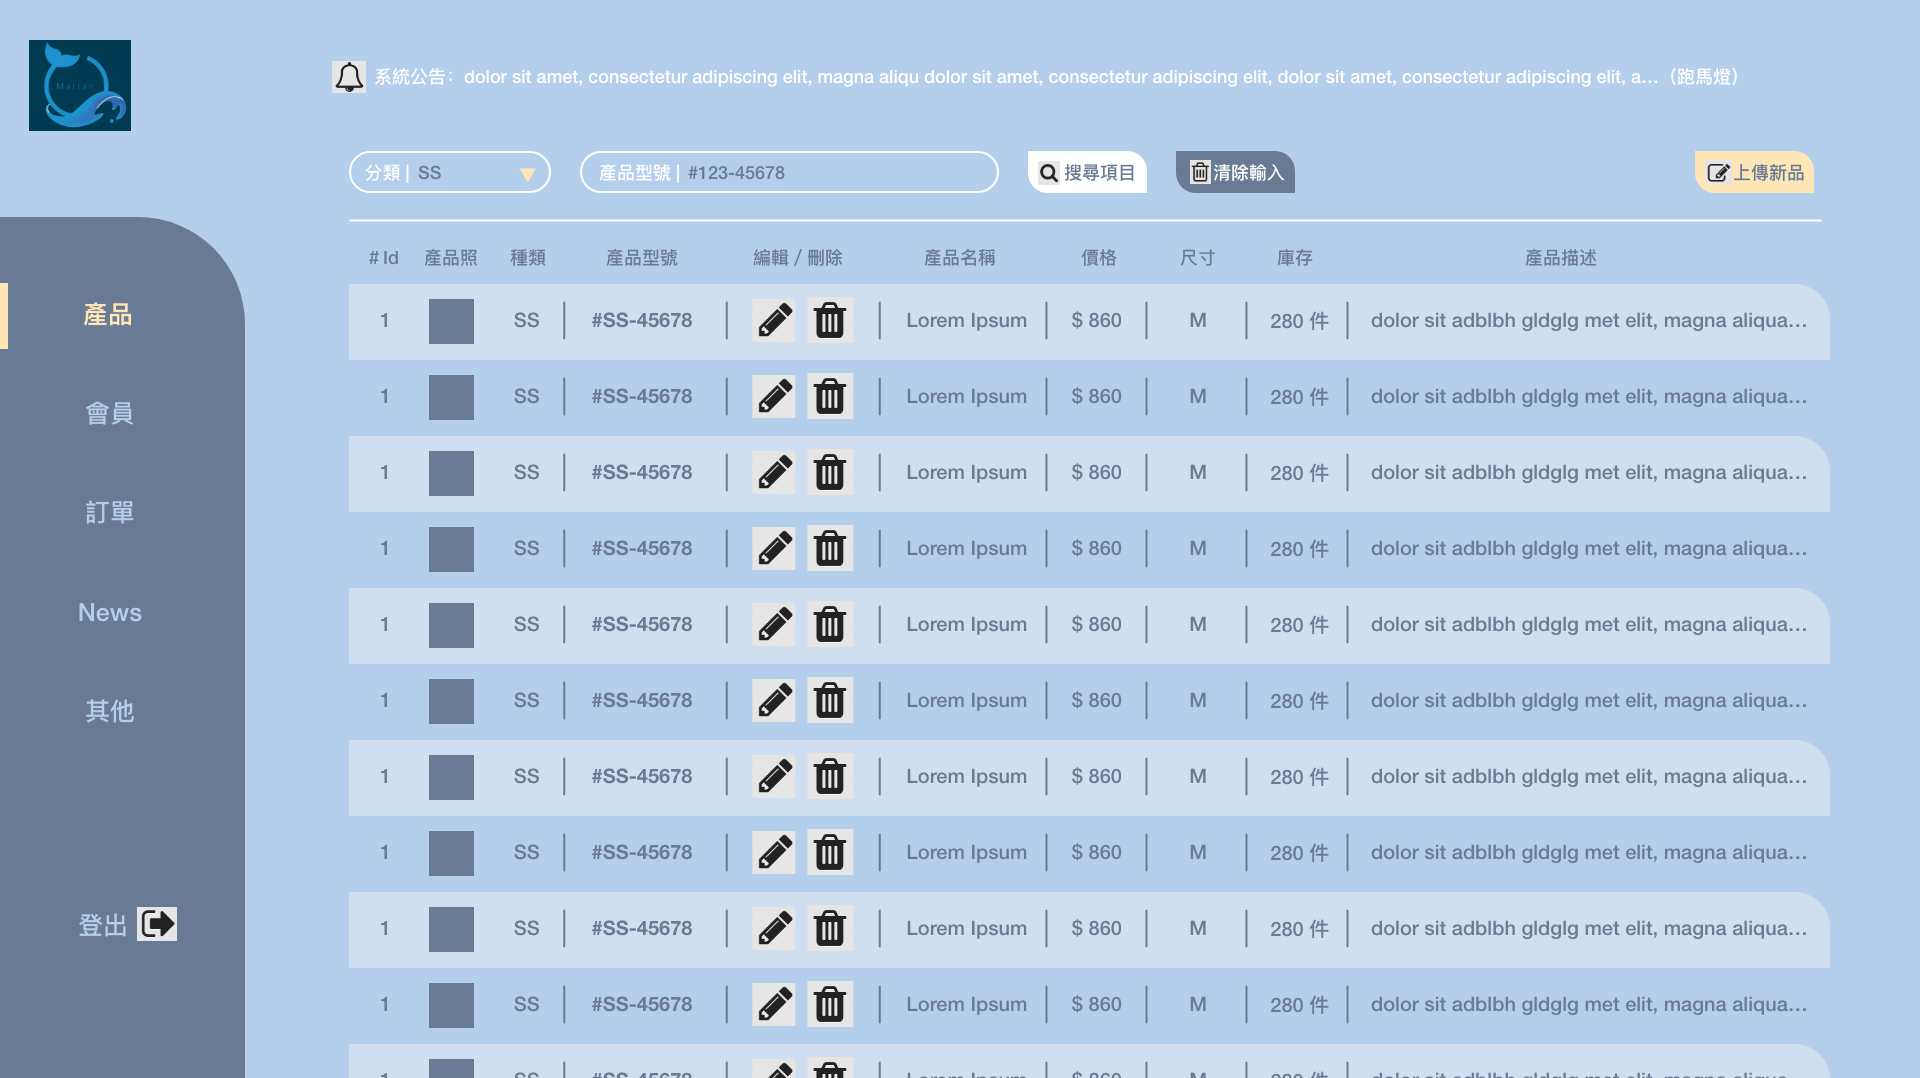 Marian.
系統公告：dolor sit amet, consectetur adipiscing elit, magna aliqu dolor sit amet, consectetur adipiscing elit, dolor sit amet, consectetur adipiscing elit, a...（跑馬燈）
分類 | SS
產品型號 | #123-45678
搜尋項目
清除輸入
上傳新品
產品
會員
訂單
News
其他
登出
# Id 產品照 種類 產品型號 編輯 / 刪除 產品名稱 價格 尺寸 庫存 產品描述
1 SS #SS-45678 Lorem Ipsum $ 860 M 280 件 dolor sit adblbh gldglg met elit, magna aliqua...
1 SS #SS-45678 Lorem Ipsum $ 860 M 280 件 dolor sit adblbh gldglg met elit, magna aliqua...
1 SS #SS-45678 Lorem Ipsum $ 860 M 280 件 dolor sit adblbh gldglg met elit, magna aliqua...
1 SS #SS-45678 Lorem Ipsum $ 860 M 280 件 dolor sit adblbh gldglg met elit, magna aliqua...
1 SS #SS-45678 Lorem Ipsum $ 860 M 280 件 dolor sit adblbh gldglg met elit, magna aliqua...
1 SS #SS-45678 Lorem Ipsum $ 860 M 280 件 dolor sit adblbh gldglg met elit, magna aliqua...
1 SS #SS-45678 Lorem Ipsum $ 860 M 280 件 dolor sit adblbh gldglg met elit, magna aliqua...
1 SS #SS-45678 Lorem Ipsum $ 860 M 280 件 dolor sit adblbh gldglg met elit, magna aliqua...
1 SS #SS-45678 Lorem Ipsum $ 860 M 280 件 dolor sit adblbh gldglg met elit, magna aliqua...
1 SS #SS-45678 Lorem Ipsum $ 860 M 280 件 dolor sit adblbh gldglg met elit, magna aliqua...